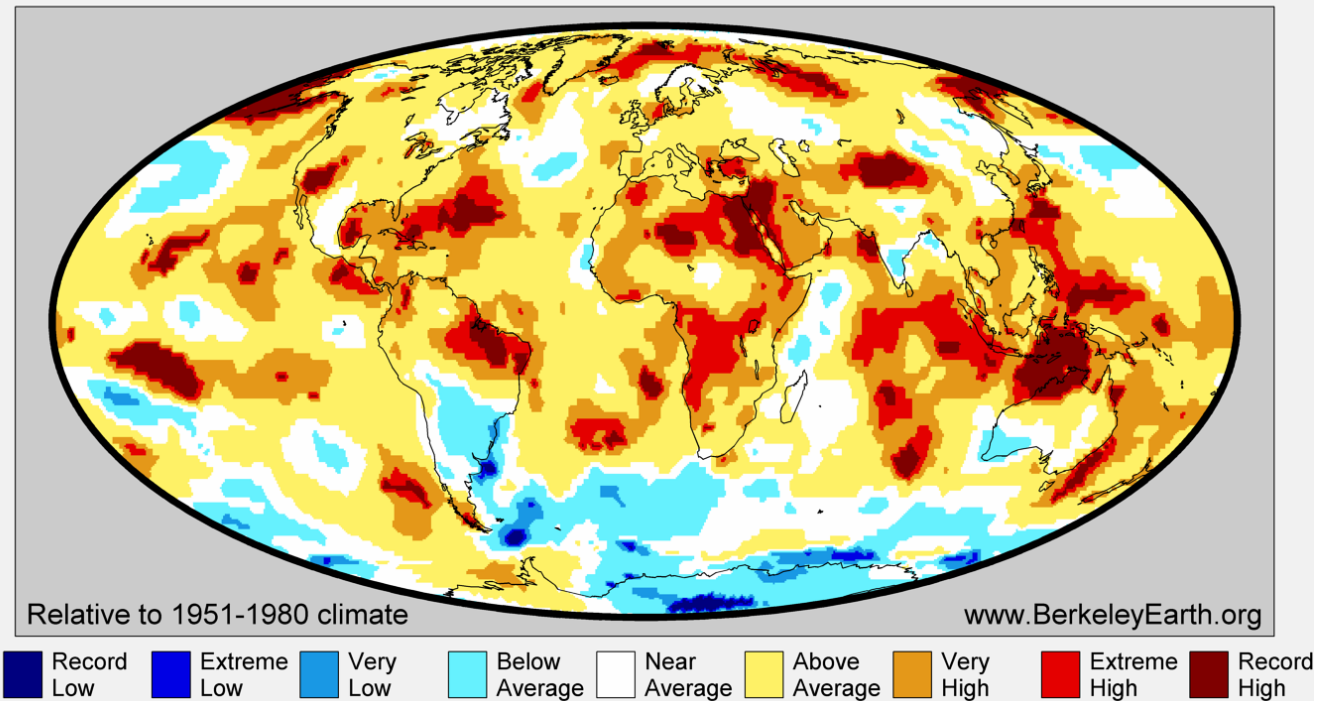 Relative to 1951-1980 climate
www.BerkeleyEarth.org
Record Low
Extreme Low
Very Low
Below Average
Near Average
Above Average
Very High
Extreme High
Record High